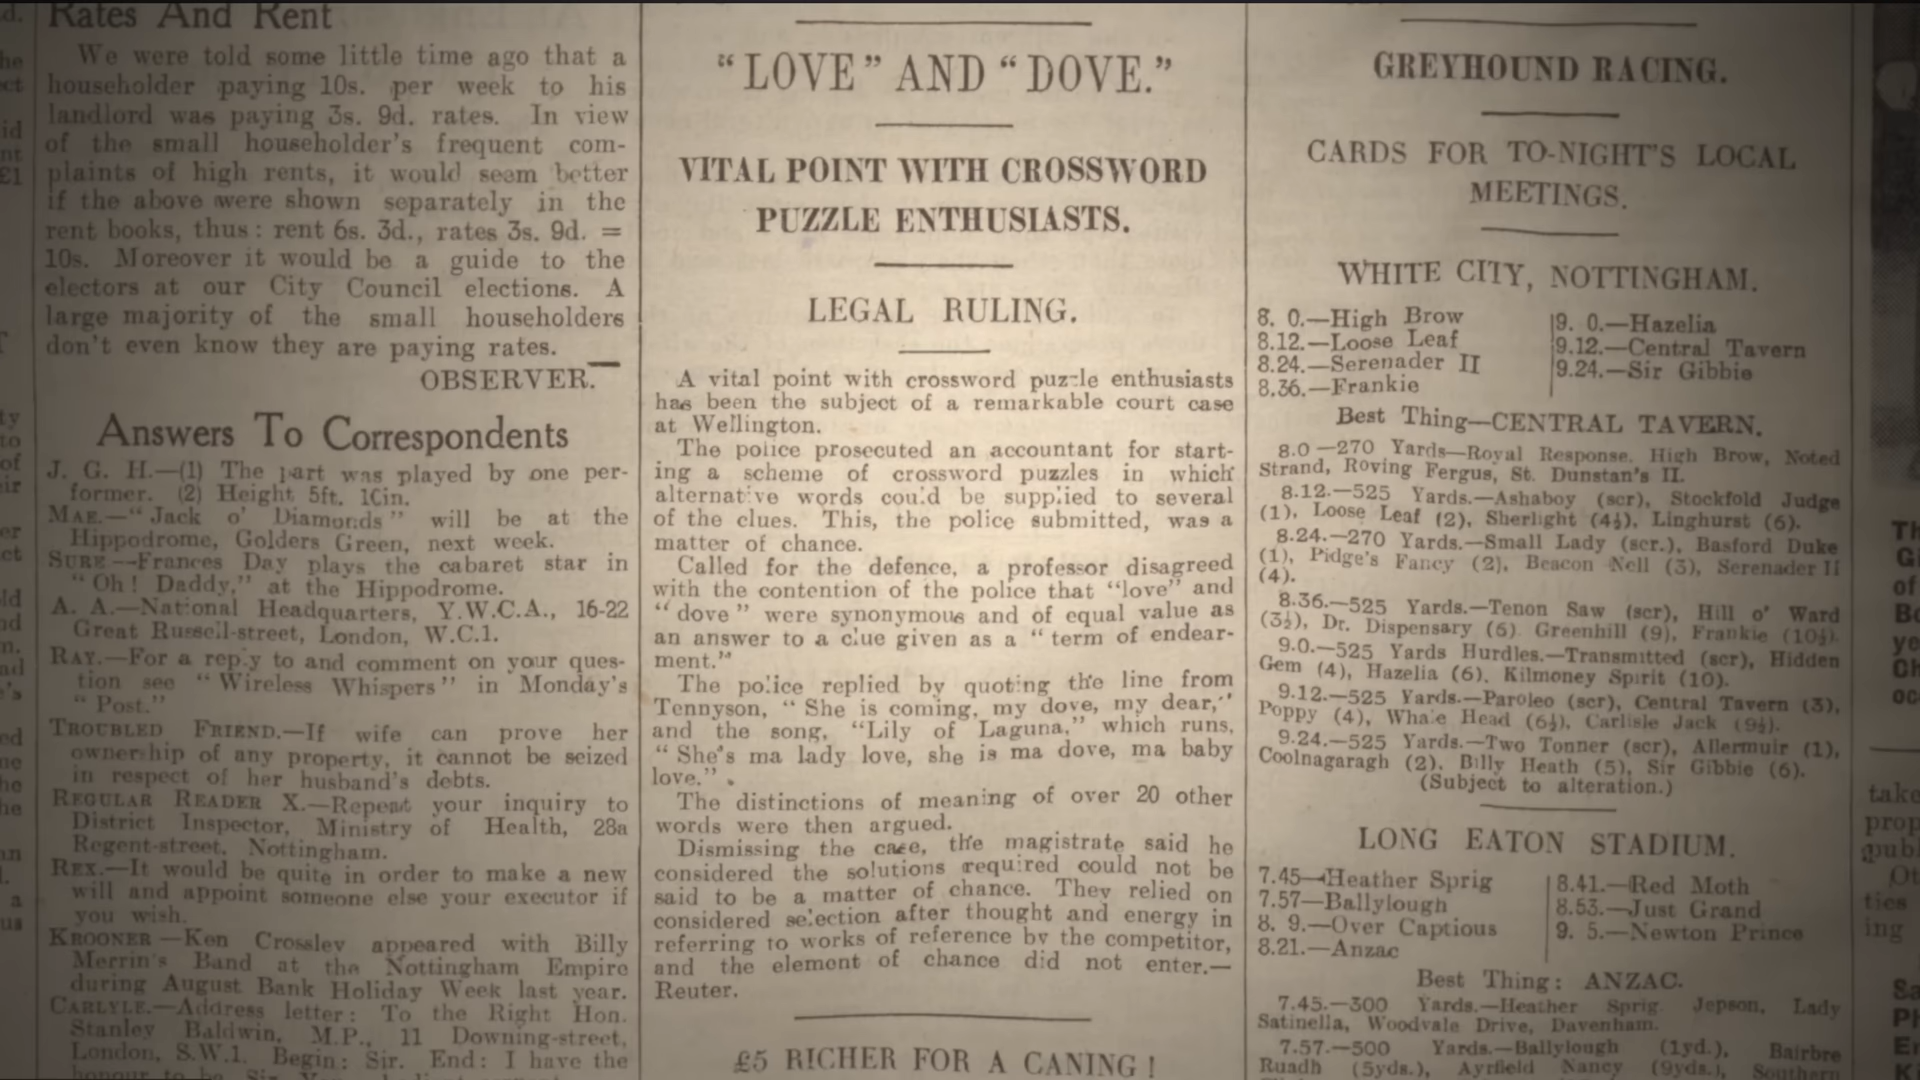 Rates And Rent
We were told some little time ago that a
householder paying 10s. per week to his
landlord was paying 3s. 9d. rates. In view
of the small householder's frequent com-
plaints of high rents, it would seem better
if the above were shown separately in the
rent books, thus: rent 6s. 3d., rates 3s. 9d. =
10s. Moreover it would be a guide to the
electors at our City Council elections. A
large majority of the small householders
don't even know they are paying rates.
OBSERVER.
Answers To Correspondents
J. G. H.—(1) The part was played by one per-
former. (2) Height 5ft. 10in.
MAE.—"Jack o' Diamonds" will be at the
Hippodrome, Golders Green, next week.
SURE—Frances Day plays the cabaret star in
"Oh! Daddy," at the Hippodrome.
A. A.—National Headquarters, Y.W.C.A., 16-22
Great Russell-street, London, W.C.1.
RAY.—For a reply to and comment on your ques-
tion see "Wireless Whispers" in Monday's
"Post."
TROUBLED FRIEND.—If wife can prove her
ownership of any property, it cannot be seized
in respect of her husband's debts.
REGULAR READER X.—Repeat your inquiry to
District Inspector, Ministry of Health, 28a
Regent-street, Nottingham.
REX.—It would be quite in order to make a new
will and appoint someone else your executor if
you wish.
KROONER—Ken Crossley appeared with Billy
Merrin's Band at the Nottingham Empire
during August Bank Holiday Week last year.
CARLYLE.—Address letter: To the Right Hon.
Stanley Baldwin, M.P., 11 Downing-street,
London, S.W.1. Begin: Sir. End: I have the
"LOVE" AND "DOVE."
VITAL POINT WITH CROSSWORD
PUZZLE ENTHUSIASTS.
LEGAL RULING.
A vital point with crossword puzzle enthusiasts
has been the subject of a remarkable court case
at Wellington.
The police prosecuted an accountant for start-
ing a scheme of crossword puzzles in which
alternative words could be supplied to several
of the clues. This, the police submitted, was a
matter of chance.
Called for the defence, a professor disagreed
with the contention of the police that "love" and
"dove" were synonymous and of equal value as
an answer to a clue given as a "term of endear-
ment."
The police replied by quoting the line from
Tennyson, "She is coming, my dove, my dear,"
and the song, "Lily of Laguna," which runs,
"She's ma lady love, she is ma dove, ma baby
love."
The distinctions of meaning of over 20 other
words were then argued.
Dismissing the case, the magistrate said he
considered the solutions required could not be
said to be a matter of chance. They relied on
considered selection after thought and energy in
referring to works of reference by the competitor,
and the element of chance did not enter.—
Reuter.
£5 RICHER FOR A CANING!
GREYHOUND RACING.
CARDS FOR TO-NIGHT'S LOCAL
MEETINGS.
WHITE CITY, NOTTINGHAM.
8. 0.—High Brow
8.12.—Loose Leaf
8.24.—Serenader II
8.36.—Frankie
9. 0.—Hazelia
9.12.—Central Tavern
9.24.—Sir Gibbie
Best Thing—CENTRAL TAVERN.
8.0—270 Yards—Royal Response, High Brow, Noted
Strand, Roving Fergus, St. Dunstan's II.
8.12.—525 Yards.—Ashaboy (scr), Stockfold Judge
(1), Loose Leaf (2), Sherlight (4½), Linghurst (6).
8.24.—270 Yards.—Small Lady (scr.), Basford Duke
(1), Pidge's Fancy (2), Beacon Nell (3), Serenader II
(4).
8.36.—525 Yards.—Tenon Saw (scr), Hill o' Ward
(3½), Dr. Dispensary (6) Greenhill (9), Frankie (10½).
9.0.—525 Yards Hurdles.—Transmitted (scr), Hidden
Gem (4), Hazelia (6), Kilmoney Spirit (10).
9.12.—525 Yards.—Paroleo (scr), Central Tavern (3),
Poppy (4), Whale Head (6½), Carlisle Jack (9½).
9.24.—525 Yards.—Two Tonner (scr), Allermuir (1),
Coolnagaragh (2), Billy Heath (5), Sir Gibbie (6).
(Subject to alteration.)
LONG EATON STADIUM.
7.45—Heather Sprig
7.57—Ballylough
8. 9.—Over Captious
8.21.—Anzac
8.41.—Red Moth
8.53.—Just Grand
9. 5.—Newton Prince
Best Thing: ANZAC.
7.45.—300 Yards.—Heather Sprig Jepson, Lady
Satinella, Woodvale Drive, Davenham.
7.57—500 Yards.—Ballylough (1yd.), Bairbre
Ruadh (5yds.), Ayrfield Nancy (9yds.), Southern